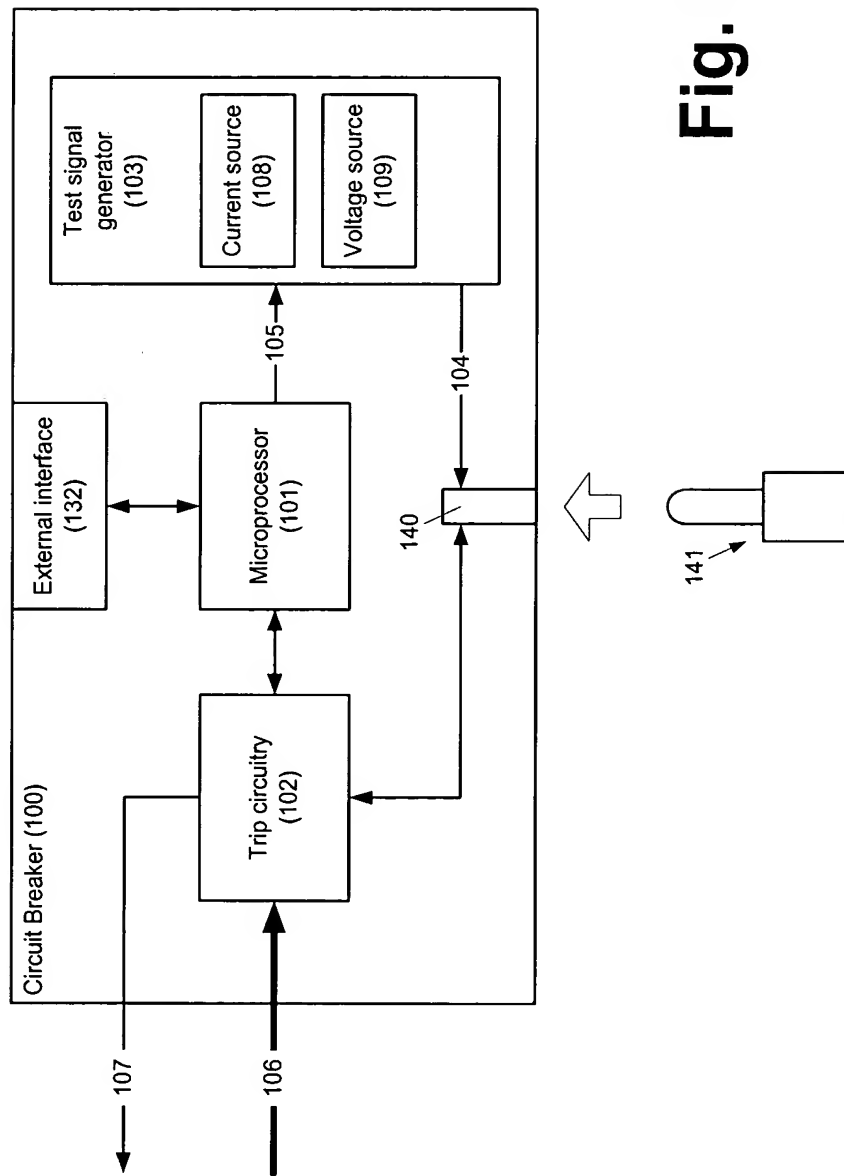 Circuit Breaker (100)
External interface
(132)
Test signal
generator
(103)
Current source
(108)
Voltage source
(109)
Microprocessor
(101)
Trip circuitry
(102)
105
104
107
106
140
141
Fig.